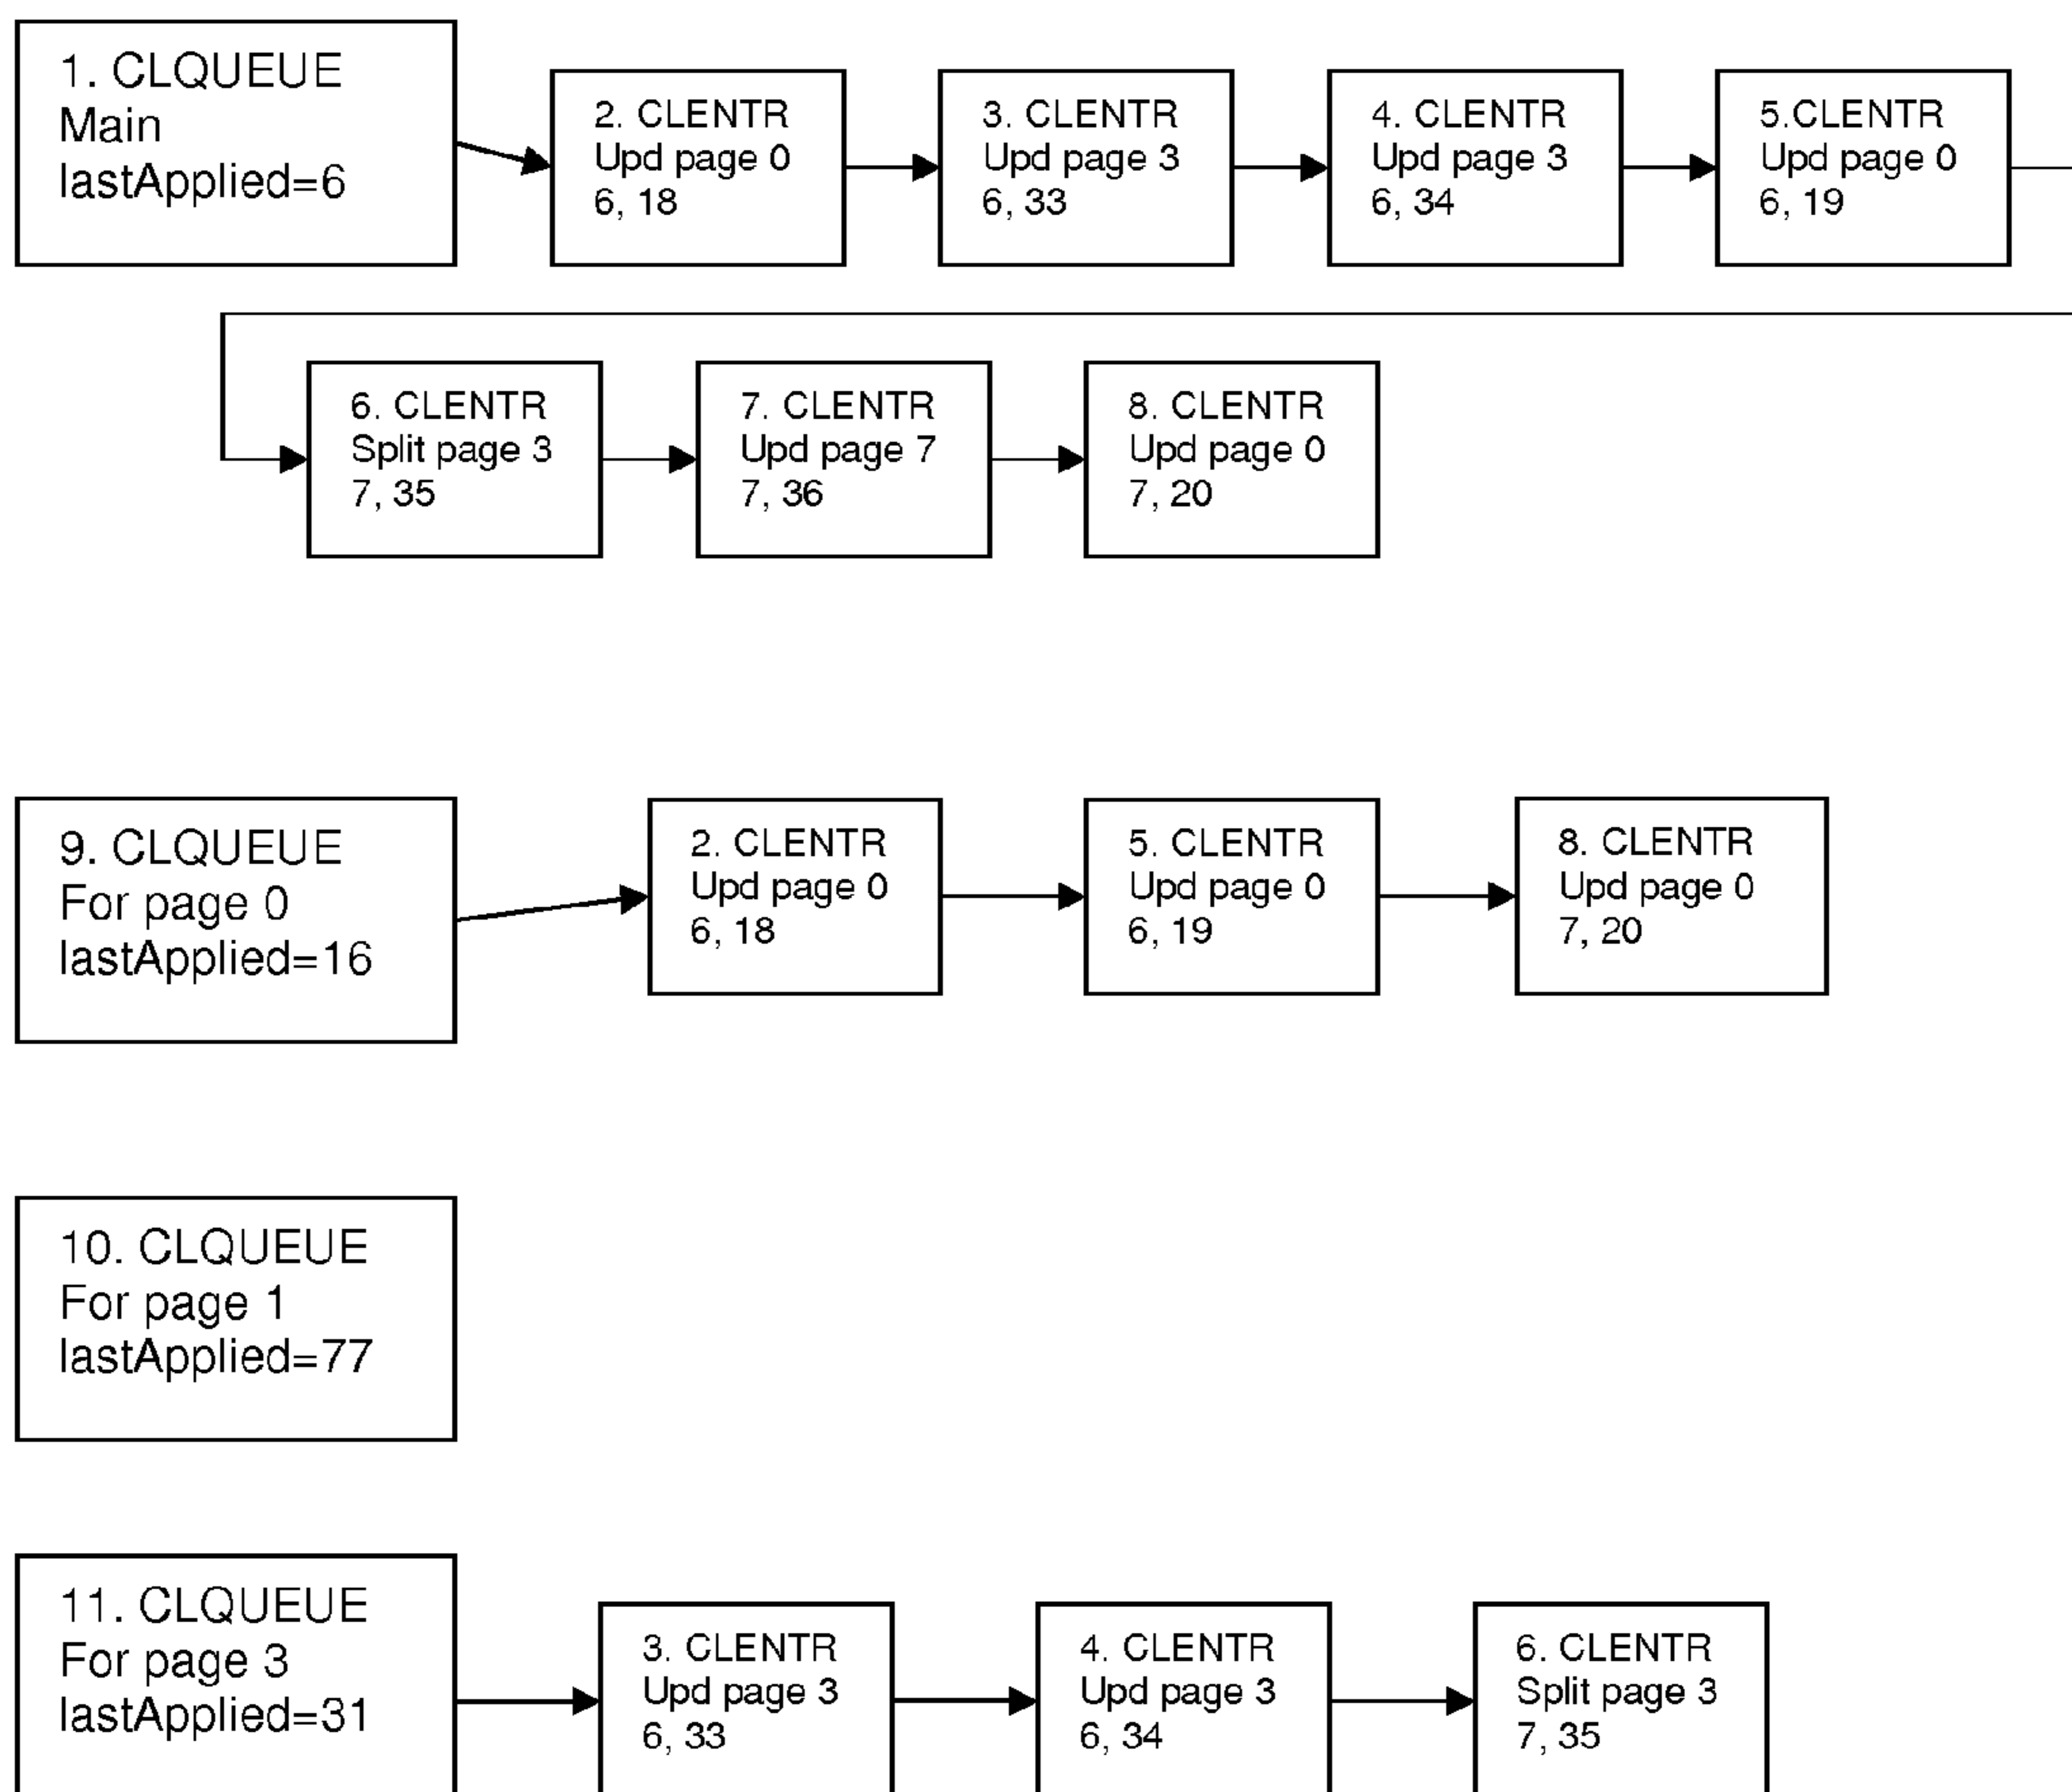 1. CLQUEUE
Main
lastApplied=6
2. CLENTR
Upd page 0
6, 18
3. CLENTR
Upd page 3
6, 33
4. CLENTR
Upd page 3
6, 34
5.CLENTR
Upd page 0
6, 19
6. CLENTR
Split page 3
7, 35
7. CLENTR
Upd page 7
7, 36
8. CLENTR
Upd page 0
7, 20
9. CLQUEUE
For page 0
lastApplied=16
2. CLENTR
Upd page 0
6, 18
5. CLENTR
Upd page 0
6, 19
8. CLENTR
Upd page 0
7, 20
10. CLQUEUE
For page 1
lastApplied=77
11. CLQUEUE
For page 3
lastApplied=31
3. CLENTR
Upd page 3
6, 33
4. CLENTR
Upd page 3
6, 34
6. CLENTR
Split page 3
7, 35